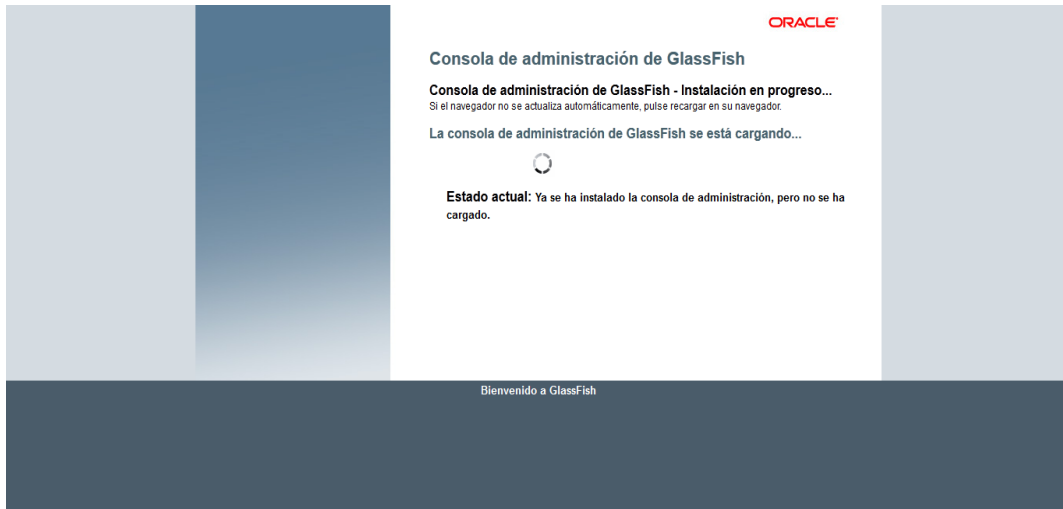 ORACLE
Consola de administración de GlassFish
Consola de administración de GlassFish - Instalación en progreso...
Si el navegador no se actualiza automáticamente, pulse recargar en su navegador.
La consola de administración de GlassFish se está cargando...
Estado actual: Ya se ha instalado la consola de administración, pero no se ha
cargado.
Bienvenido a GlassFish